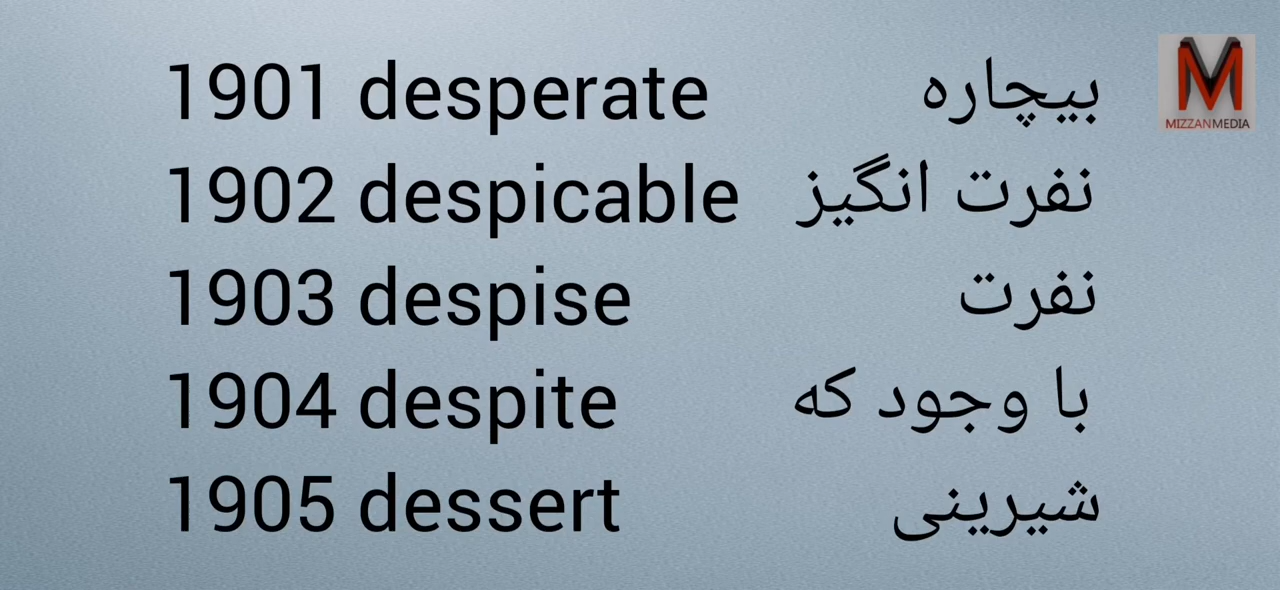 1901 desperate بیچاره
1902 despicable نفرت انگیز
1903 despise نفرت
1904 despite با وجود که
1905 dessert شیرینی
MIZZANMEDIA